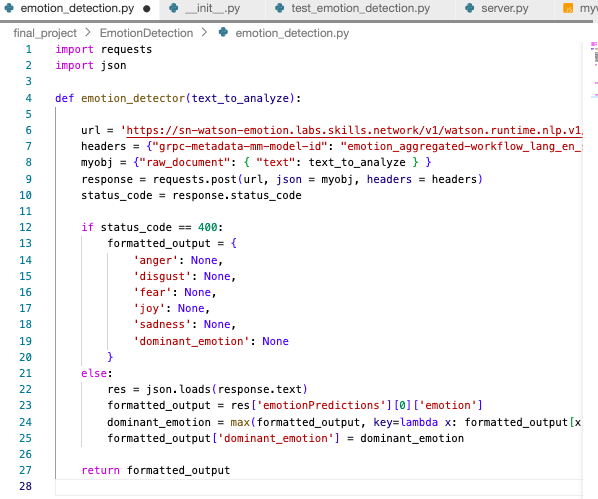 emotion_detection.py
__init__.py
test_emotion_detection.py
server.py
final_project > EmotionDetection > emotion_detection.py
1 import requests
2 import json
3
4 def emotion_detector(text_to_analyze):
5
6     url = 'https://sn-watson-emotion.labs.skills.network/v1/watson.runtime.nlp.v1
7     headers = {"grpc-metadata-mm-model-id": "emotion_aggregated-workflow_lang_en_
8     myobj = {"raw_document": { "text": text_to_analyze } }
9     response = requests.post(url, json = myobj, headers = headers)
10     status_code = response.status_code
11
12     if status_code == 400:
13         formatted_output = {
14             'anger': None,
15             'disgust': None,
16             'fear': None,
17             'joy': None,
18             'sadness': None,
19             'dominant_emotion': None
20         }
21     else:
22         res = json.loads(response.text)
23         formatted_output = res['emotionPredictions'][0]['emotion']
24         dominant_emotion = max(formatted_output, key=lambda x: formatted_output[x
25         formatted_output['dominant_emotion'] = dominant_emotion
26
27     return formatted_output
28